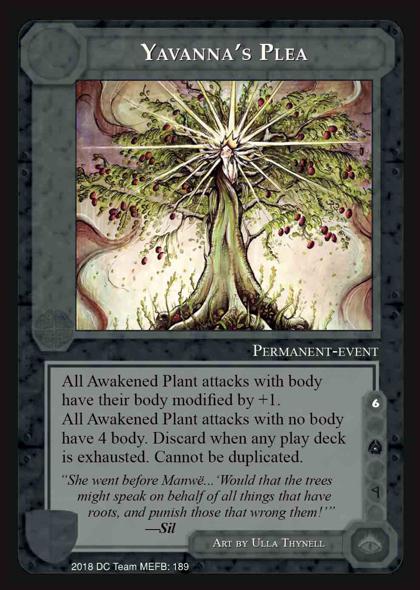 Yavanna's Plea
Permanent-event
All Awakened Plant attacks with body
have their body modified by +1.
All Awakened Plant attacks with no body
have 4 body. Discard when any play deck
is exhausted. Cannot be duplicated.
6
"She went before Manwë...'Would that the trees
might speak on behalf of all things that have
roots, and punish those that wrong them!'"
—Sil
Art by Ulla Thynell
2018 DC Team MEFB: 189